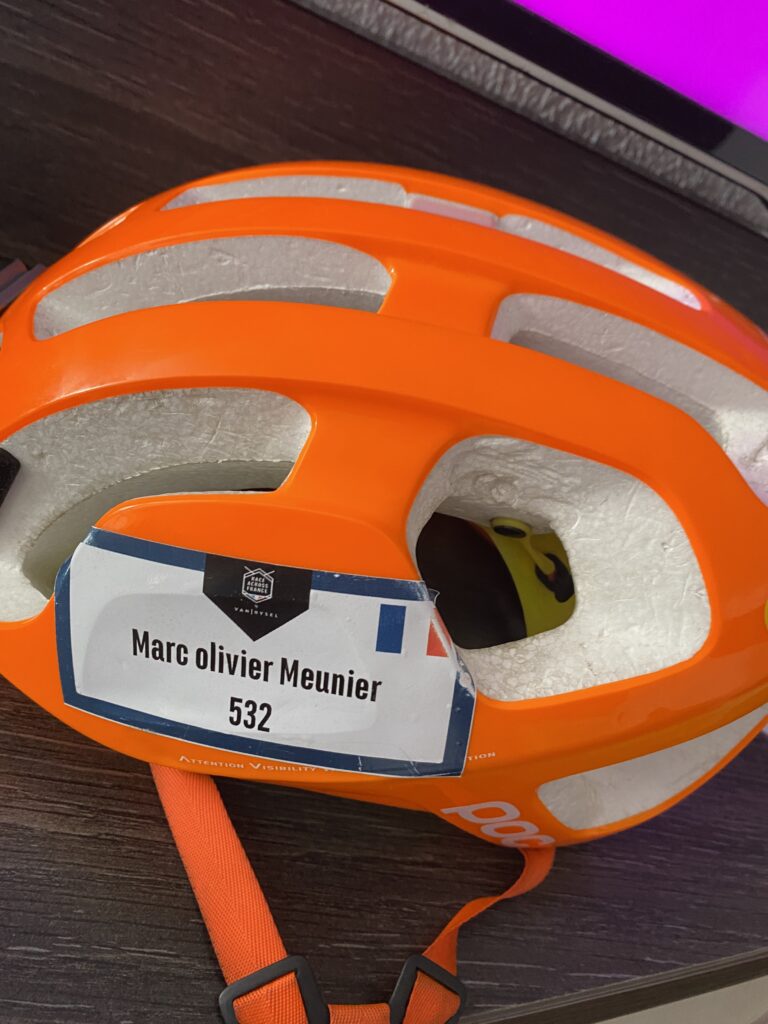 RACE
ACROSS
FRANCE
VAN RYSEL
Marc olivier Meunier
532
ATTENTION VISIBILITY
POC